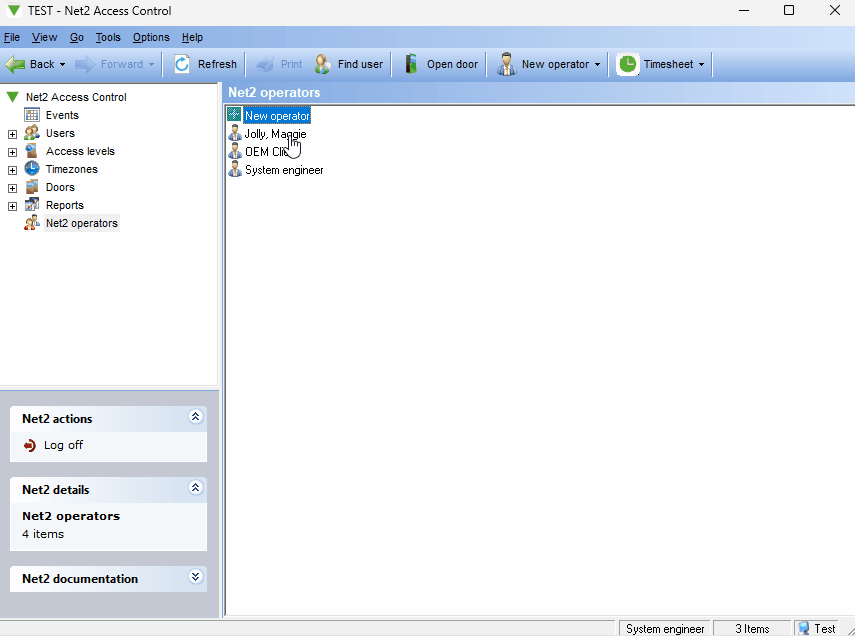 TEST - Net2 Access Control
File View Go Tools Options Help
Back Forward Refresh Print Find user Open door New operator Timesheet
Net2 Access Control
Events
Users
Access levels
Timezones
Doors
Reports
Net2 operators
Net2 operators
New operator
Jolly, Maggie
OEM
System engineer
Net2 actions
Log off
Net2 details
Net2 operators
4 items
Net2 documentation
System engineer 3 Items Test